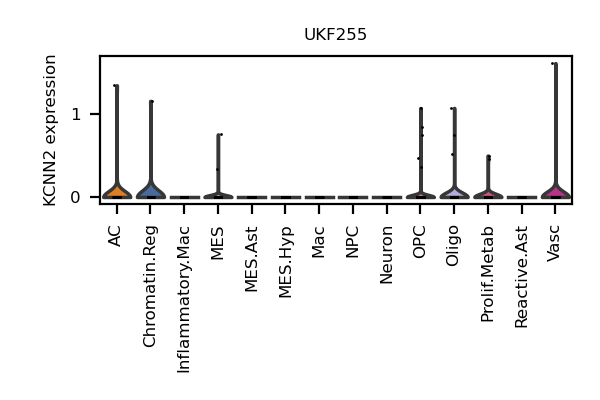 UKF255
KCNN2 expression
1
0
AC
Chromatin.Reg
Inflammatory.Mac
MES
MES.Ast
MES.Hyp
Mac
NPC
Neuron
OPC
Oligo
Prolif.Metab
Reactive.Ast
Vasc